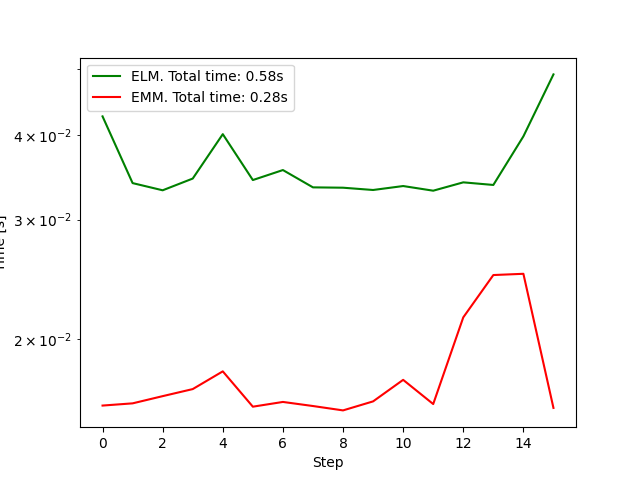 ELM. Total time: 0.58s
EMM. Total time: 0.28s
4 × 10⁻²
3 × 10⁻²
2 × 10⁻²
0 2 4 6 8 10 12 14
Step